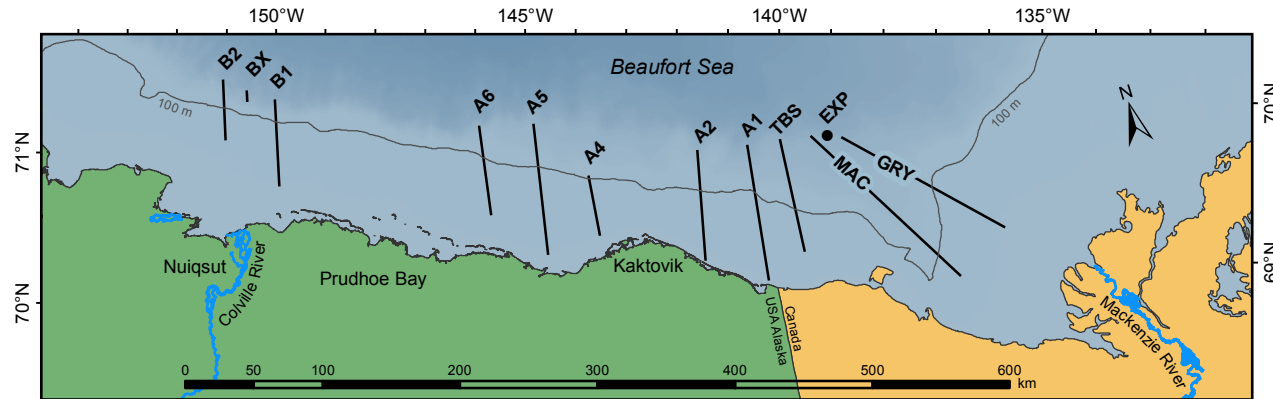 150°W 145°W 140°W 135°W
B2
BX
B1
Beaufort Sea
100 m
A6
A5
A4
A2
A1
TBS
EXP
MAC
GRY
100 m
N
70°N
71°N
69°N
70°N
Nuiqsut
Colville River
Prudhoe Bay
Kaktovik
USA Alaska
Canada
Mackenzie River
0 50 100 200 300 400 500 600 km